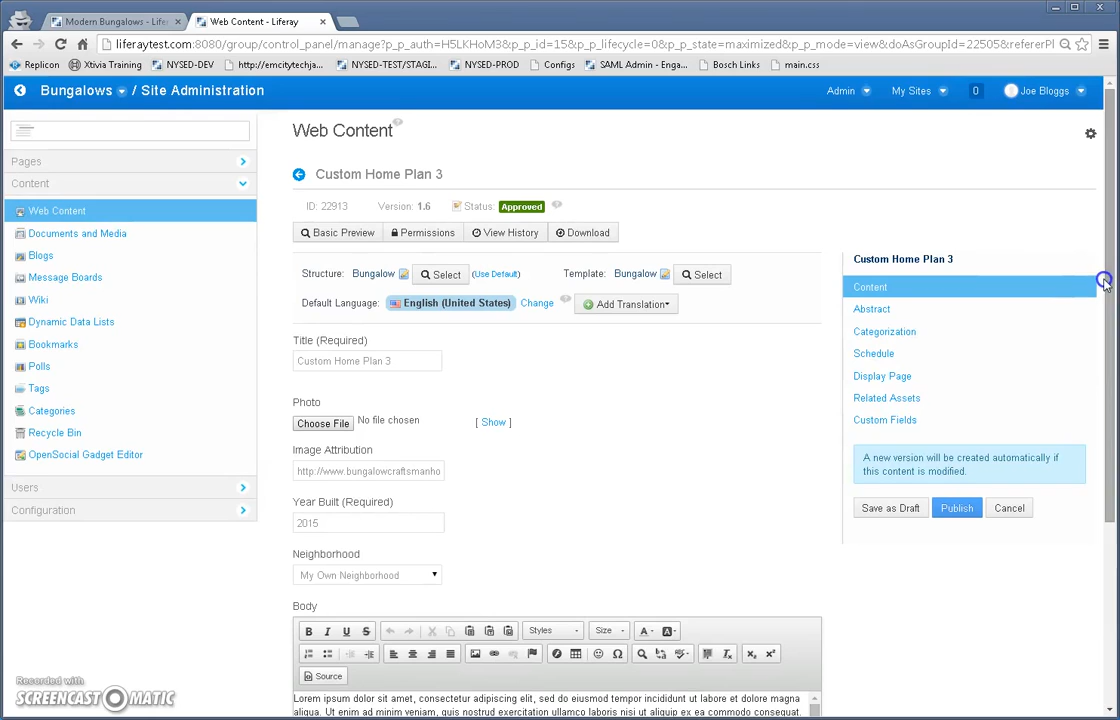 Modern Bungalows - Lifer
Web Content - Liferay
liferaytest.com:8080/group/control_panel/manage?p_p_auth=H5LKHoM3&p_p_id=15&p_p_lifecycle=0&p_p_state=maximized&p_p_mode=view&doAsGroupId=22505&refererPl
Replicon
Xtivia Training
NYSED-DEV
http://emcitytechja...
NYSED-TEST/STAGI...
NYSED-PROD
Configs
SAML Admin - Enga...
Bosch Links
main.css
Bungalows / Site Administration
Admin
My Sites
0
Joe Bloggs
Pages
Content
Web Content
Documents and Media
Blogs
Message Boards
Wiki
Dynamic Data Lists
Bookmarks
Polls
Tags
Categories
Recycle Bin
OpenSocial Gadget Editor
Users
Configuration
Web Content
Custom Home Plan 3
ID: 22913 Version: 1.6 Status: Approved
Basic Preview
Permissions
View History
Download
Structure: Bungalow Select (Use Default) Template: Bungalow Select
Default Language: English (United States) Change Add Translation
Title (Required)
Custom Home Plan 3
Photo
Choose File No file chosen [ Show ]
Image Attribution
http://www.bungalowcraftsmanho
Year Built (Required)
2015
Neighborhood
My Own Neighborhood
Body
B I U S Styles Size A A
Source
Lorem ipsum dolor sit amet, consectetur adipiscing elit, sed do eiusmod tempor incididunt ut labore et dolore magna
aliqua. Ut enim ad minim veniam, quis nostrud exercitation ullamco laboris nisi ut aliquip ex ea commodo consequat.
Custom Home Plan 3
Content
Abstract
Categorization
Schedule
Display Page
Related Assets
Custom Fields
A new version will be created automatically if
this content is modified.
Save as Draft
Publish
Cancel
Recorded with
SCREENCAST-O-MATIC